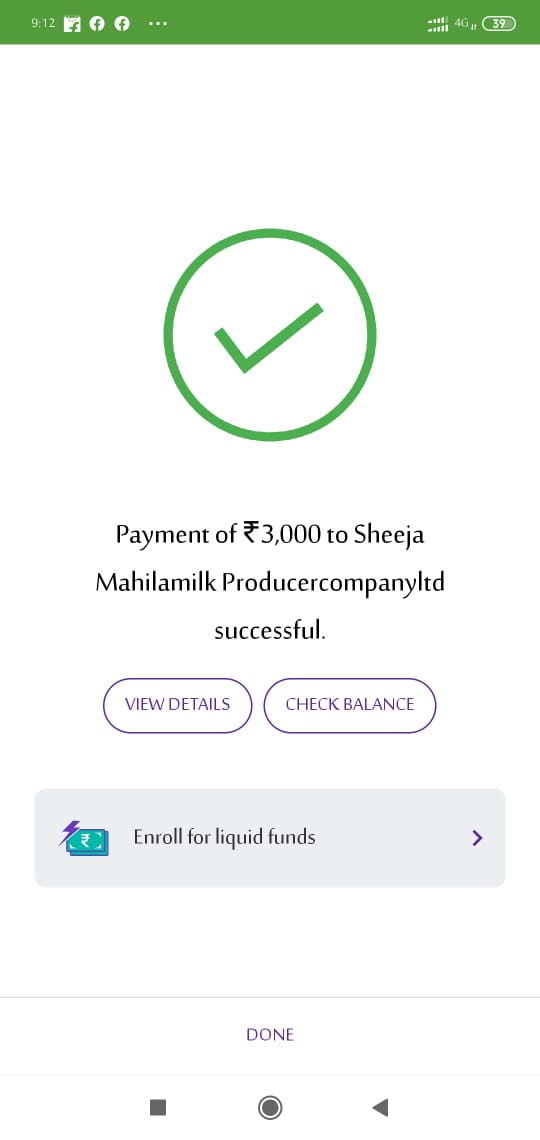 9:12
4G
39
Payment of ₹3,000 to Sheeja
Mahilamilk Producercompanyltd
successful.
VIEW DETAILS
CHECK BALANCE
₹
Enroll for liquid funds
DONE